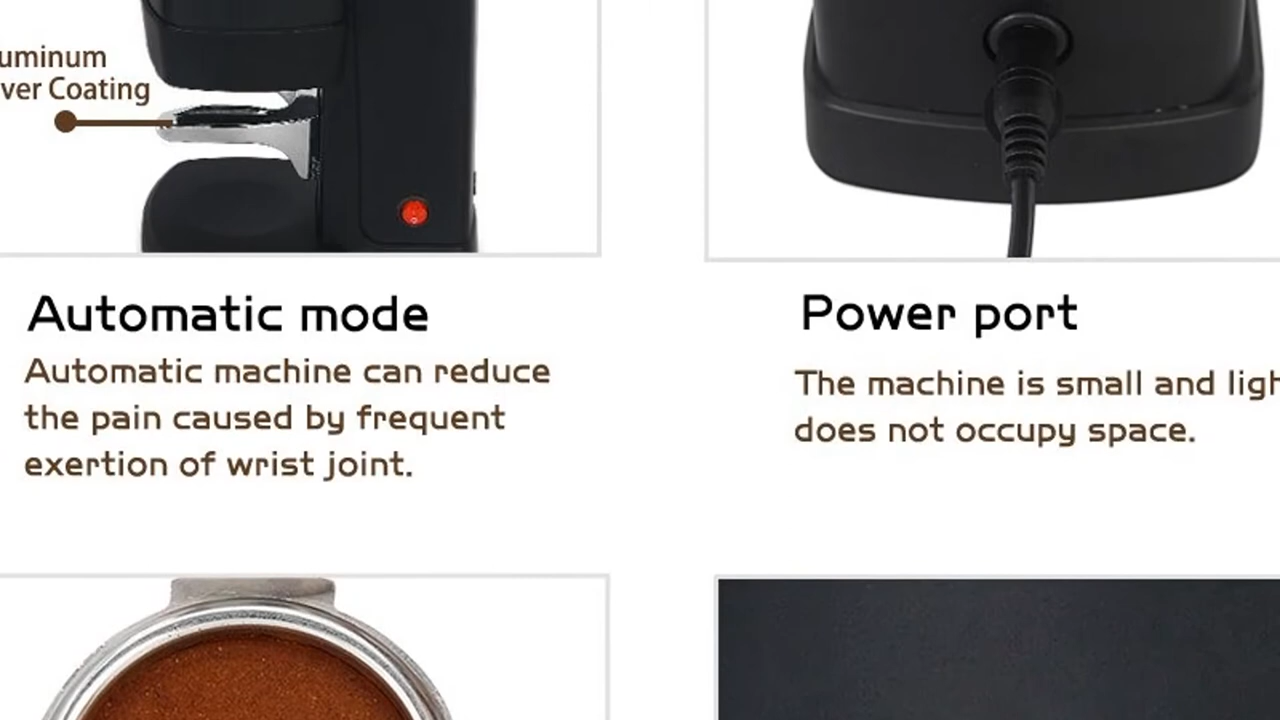 uminum
ver Coating
Automatic mode
Automatic machine can reduce
the pain caused by frequent
exertion of wrist joint.
Power port
The machine is small and ligh
does not occupy space.